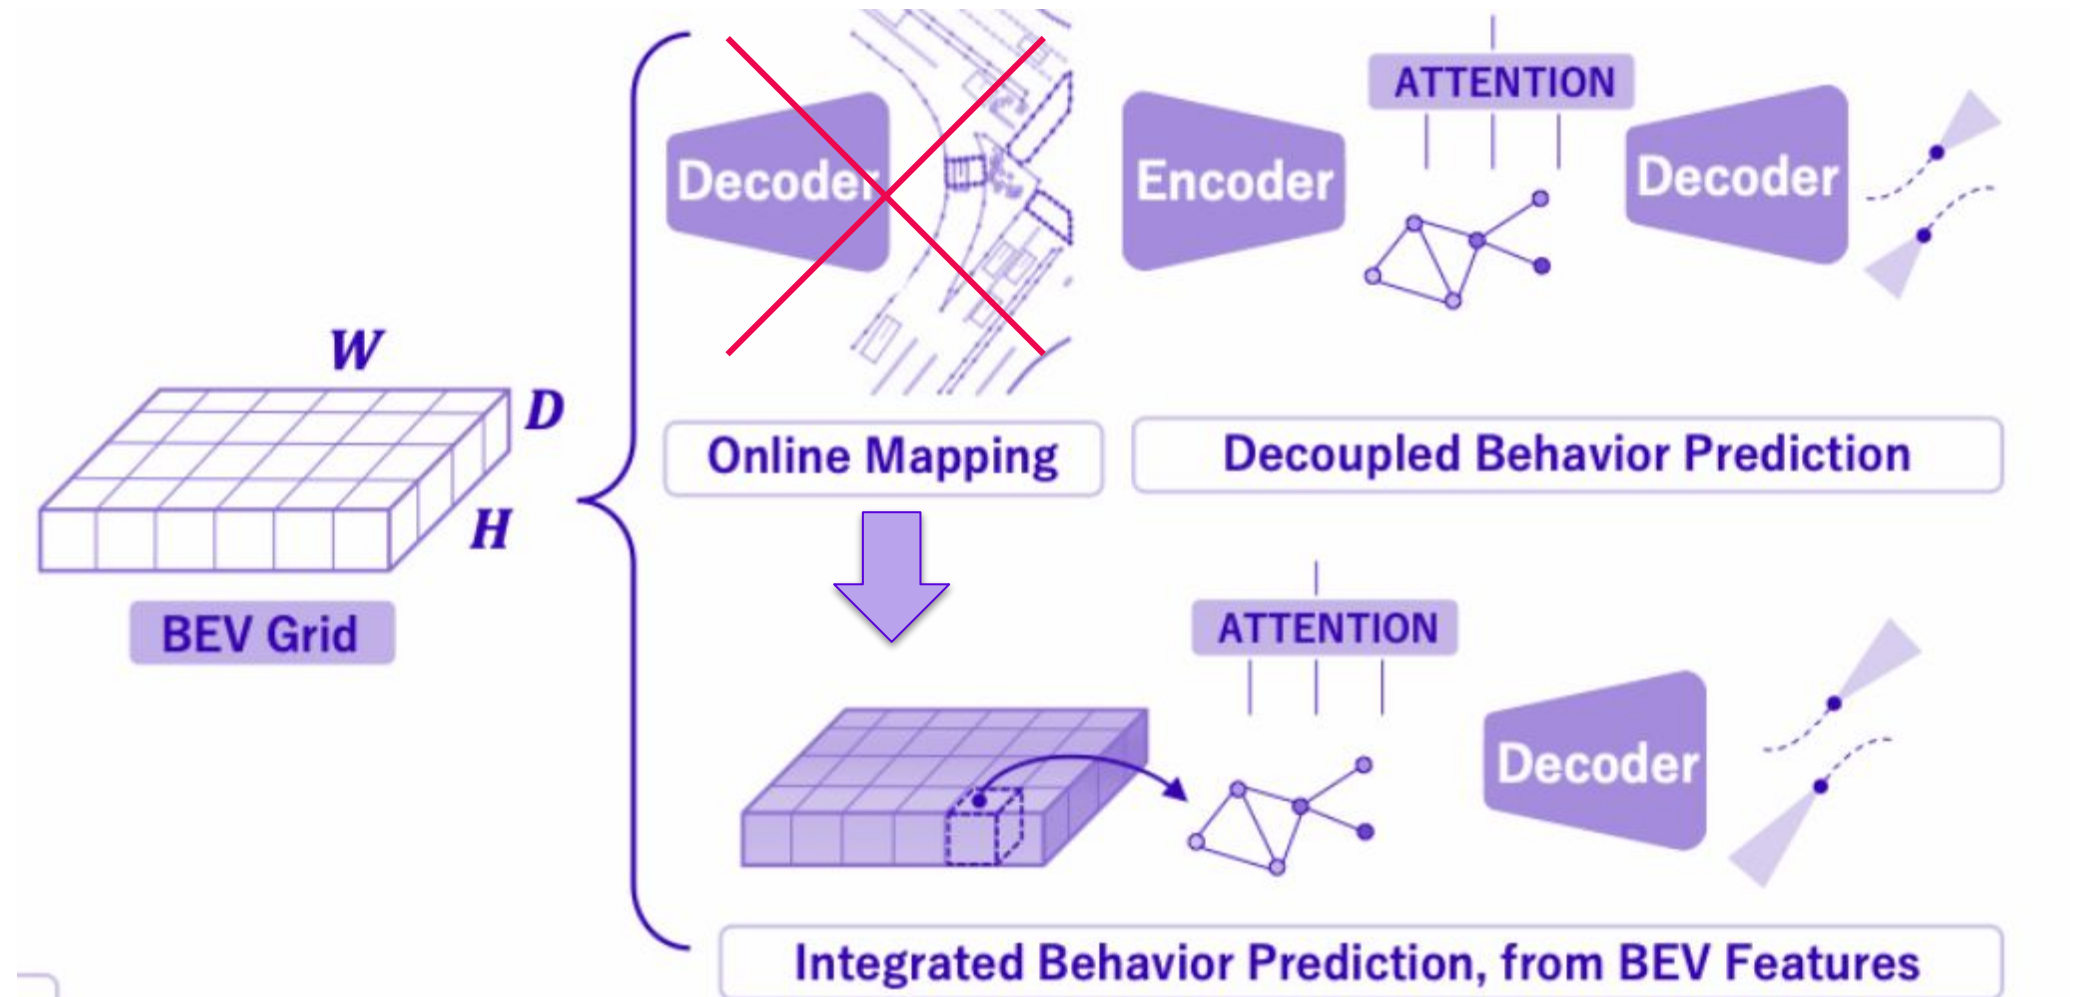 W
D
H
BEV Grid
Decoder
Online Mapping
Encoder
ATTENTION
Decoder
Decoupled Behavior Prediction
ATTENTION
Decoder
Integrated Behavior Prediction, from BEV Features